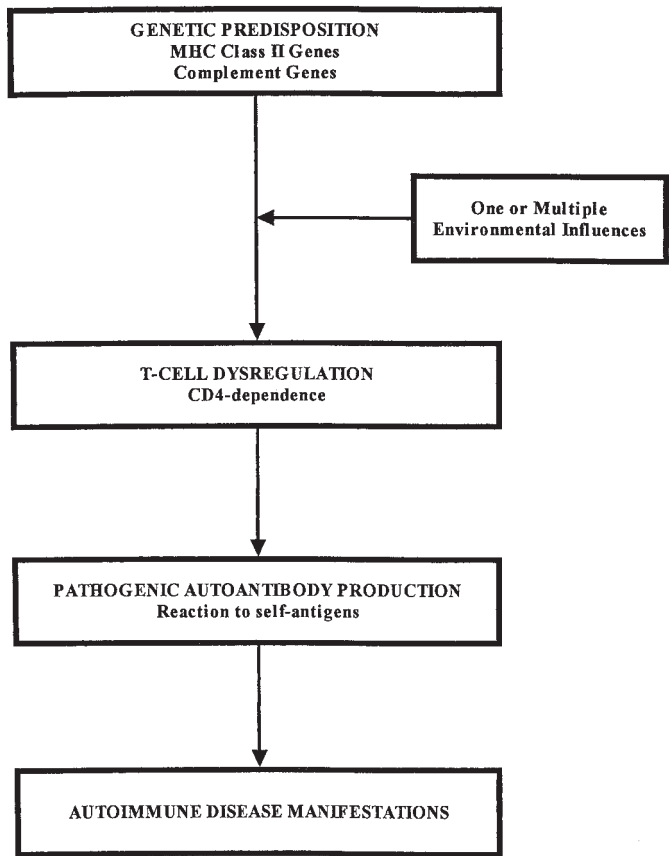 GENETIC PREDISPOSITION
MHC Class II Genes
Complement Genes
One or Multiple
Environmental Influences
T-CELL DYSREGULATION
CD4-dependence
PATHOGENIC AUTOANTIBODY PRODUCTION
Reaction to self-antigens
AUTOIMMUNE DISEASE MANIFESTATIONS